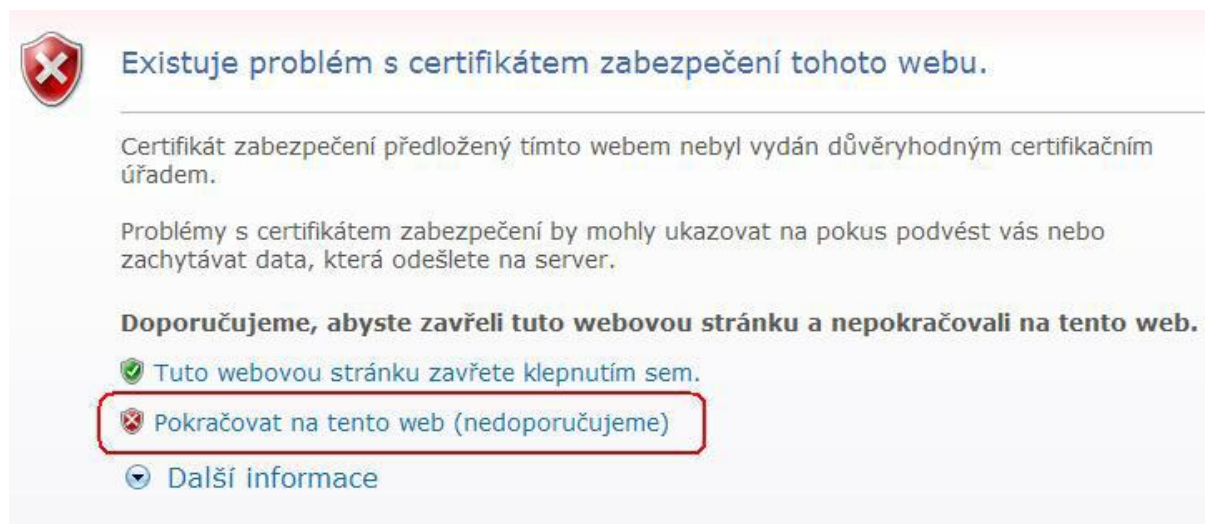 Existuje problém s certifikátem zabezpečení tohoto webu.
Certifikát zabezpečení předložený tímto webem nebyl vydán důvěryhodným certifikačním
úřadem.
Problémy s certifikátem zabezpečení by mohly ukazovat na pokus podvést vás nebo
zachytávat data, která odešlete na server.
Doporučujeme, abyste zavřeli tuto webovou stránku a nepokračovali na tento web.
Tuto webovou stránku zavřete klepnutím sem.
Pokračovat na tento web (nedoporučujeme)
Další informace